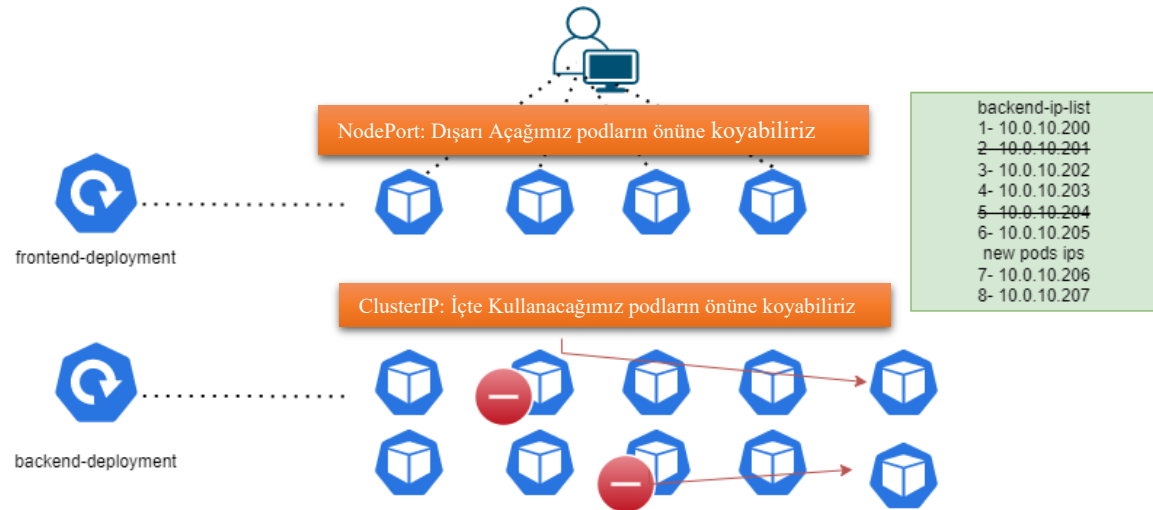 NodePort: Dışarı Açağımız podların önüne koyabiliriz
backend-ip-list
1- 10.0.10.200
2- 10.0.10.201
3- 10.0.10.202
4- 10.0.10.203
5- 10.0.10.204
6- 10.0.10.205
new pods ips
7- 10.0.10.206
8- 10.0.10.207
frontend-deployment
ClusterIP: İçte Kullanacağımız podların önüne koyabiliriz
backend-deployment